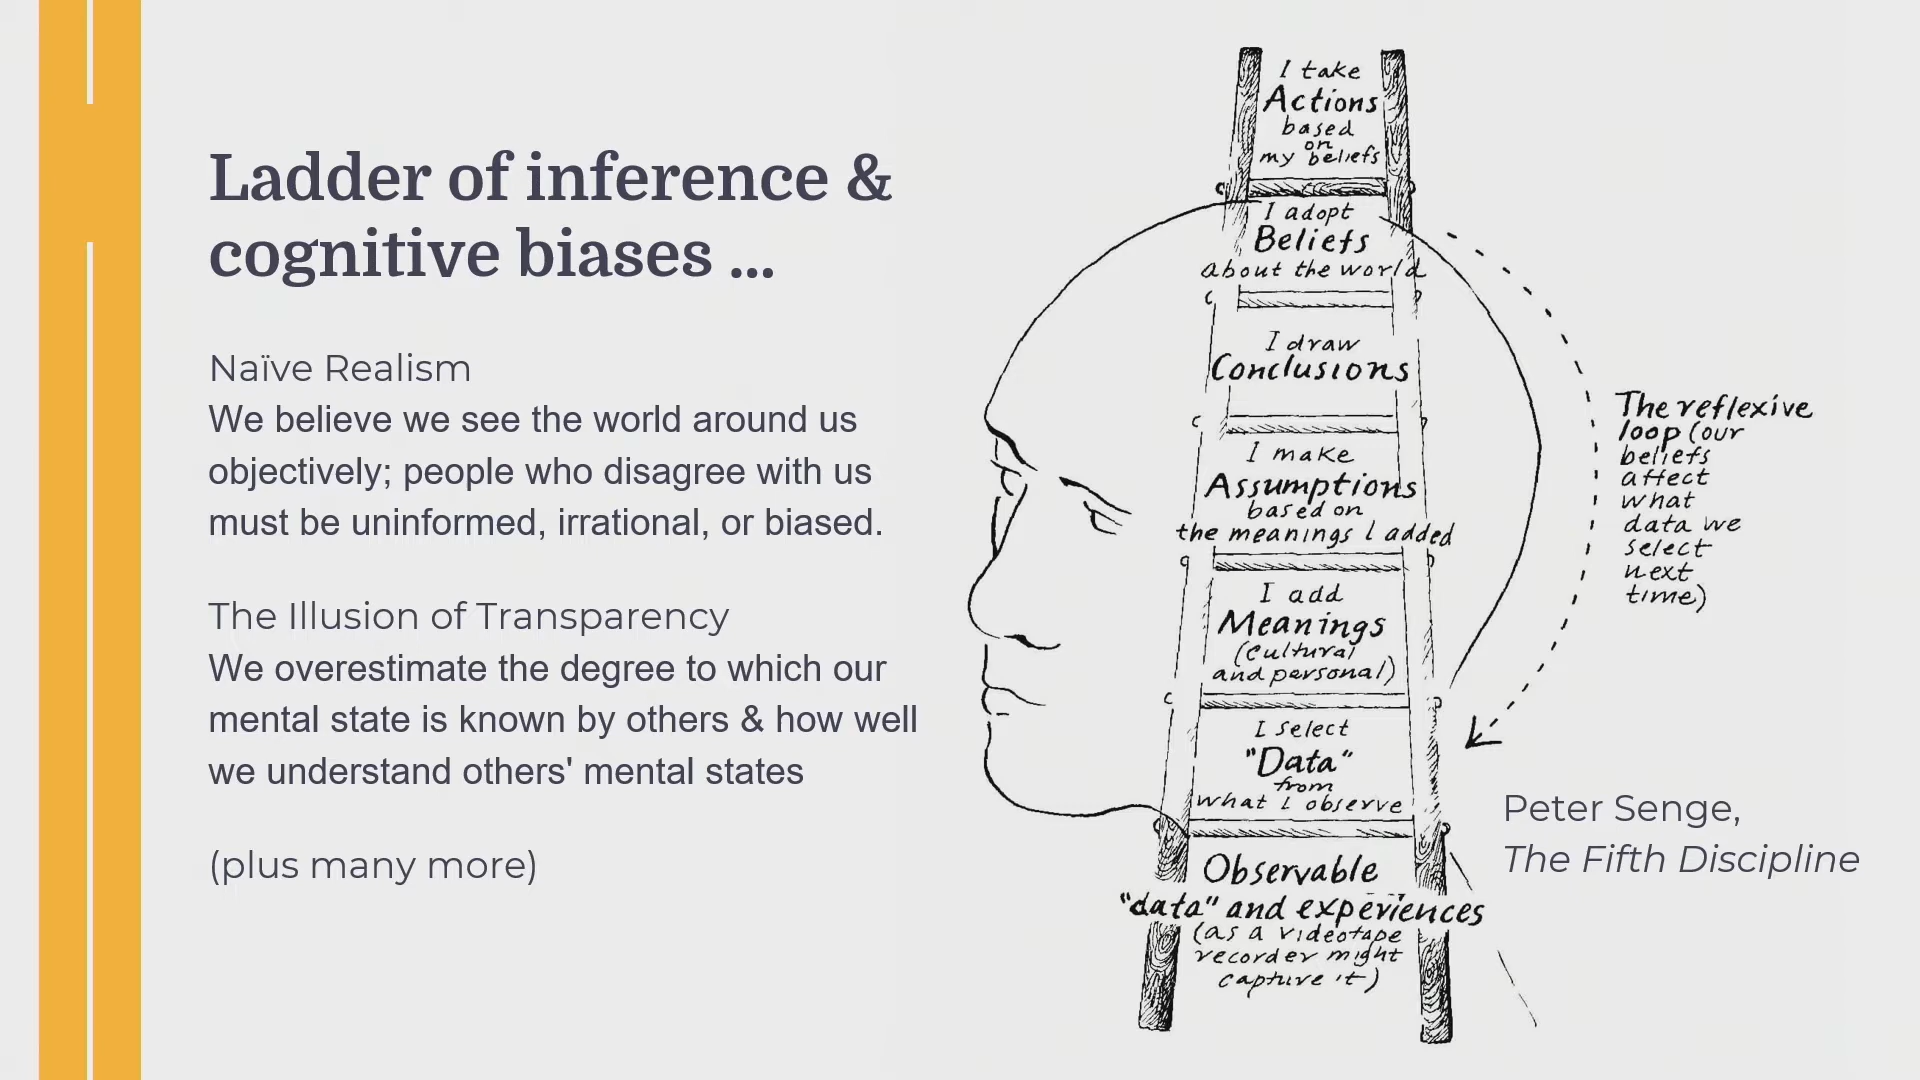 Ladder of inference &
cognitive biases ...
Naïve Realism
We believe we see the world around us
objectively; people who disagree with us
must be uninformed, irrational, or biased.
The Illusion of Transparency
We overestimate the degree to which our
mental state is known by others & how well
we understand others' mental states
(plus many more)
I take
Actions
based
on
my beliefs
I adopt
Beliefs
about the world
I draw
Conclusions
I make
Assumptions
based on
the meanings I added
I add
Meanings
(cultural
and personal)
I select
"Data"
from
what I observe
Observable
"data" and experiences
(as a videotape
recorder might
capture it)
The reflexive
loop (our
beliefs
affect
what
data we
select
next
time)
Peter Senge,
The Fifth Discipline